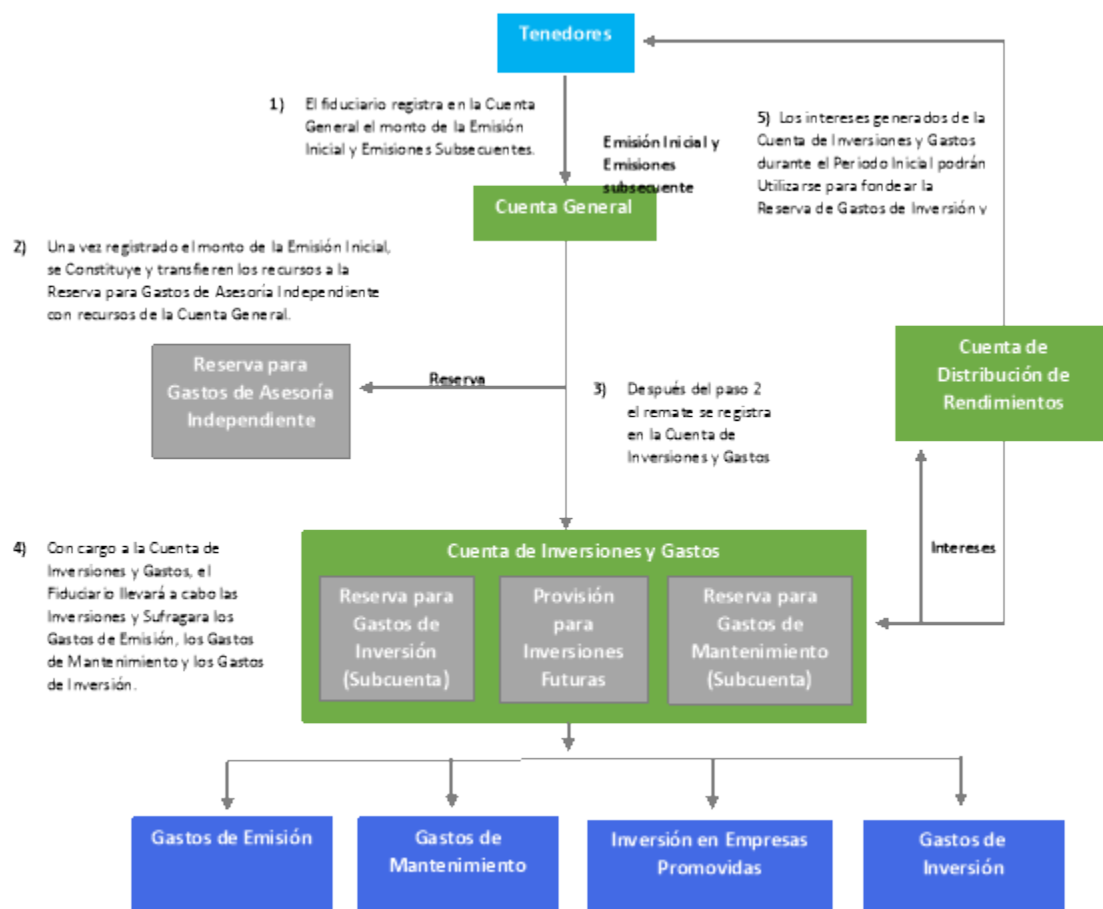 Tenedores
1) El fiduciario registra en la Cuenta
General el monto de la Emisión
Inicial y Emisiones Subsecuentes.
Emisión Inicial y
Emisiones
subsecuente
5) Los intereses generados de la
Cuenta de Inversiones y Gastos
durante el Periodo Inicial podrán
Utilizarse para fondear la
Reserva de Gastos de Inversión y
Cuenta General
2) Una vez registrado el monto de la Emisión Inicial,
se Constituye y transfieren los recursos a la
Reserva para Gastos de Asesoría Independiente
con recursos de la Cuenta General.
Reserva para
Gastos de Asesoría
Independiente
Reserva
3) Después del paso 2
el remate se registra
en la Cuenta de
Inversiones y Gastos
Cuenta de
Distribución de
Rendimientos
Intereses
4) Con cargo a la Cuenta de
Inversiones y Gastos, el
Fiduciario llevará a cabo las
Inversiones y Sufragara los
Gastos de Emisión, los Gastos
de Mantenimiento y los Gastos
de Inversión.
Cuenta de Inversiones y Gastos
Reserva para
Gastos de
Inversión
(Subcuenta)
Provisión
para
Inversiones
Futuras
Reserva para
Gastos de
Mantenimiento
(Subcuenta)
Gastos de Emisión
Gastos de
Mantenimiento
Inversión en Empresas
Promovidas
Gastos de
Inversión